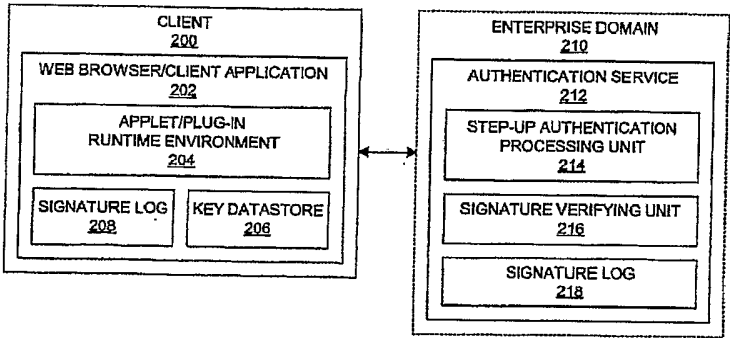 CLIENT
200
WEB BROWSER/CLIENT APPLICATION
202
APPLET/PLUG-IN
RUNTIME ENVIRONMENT
204
SIGNATURE LOG
208
KEY DATASTORE
206
ENTERPRISE DOMAIN
210
AUTHENTICATION SERVICE
212
STEP-UP AUTHENTICATION
PROCESSING UNIT
214
SIGNATURE VERIFYING UNIT
216
SIGNATURE LOG
218